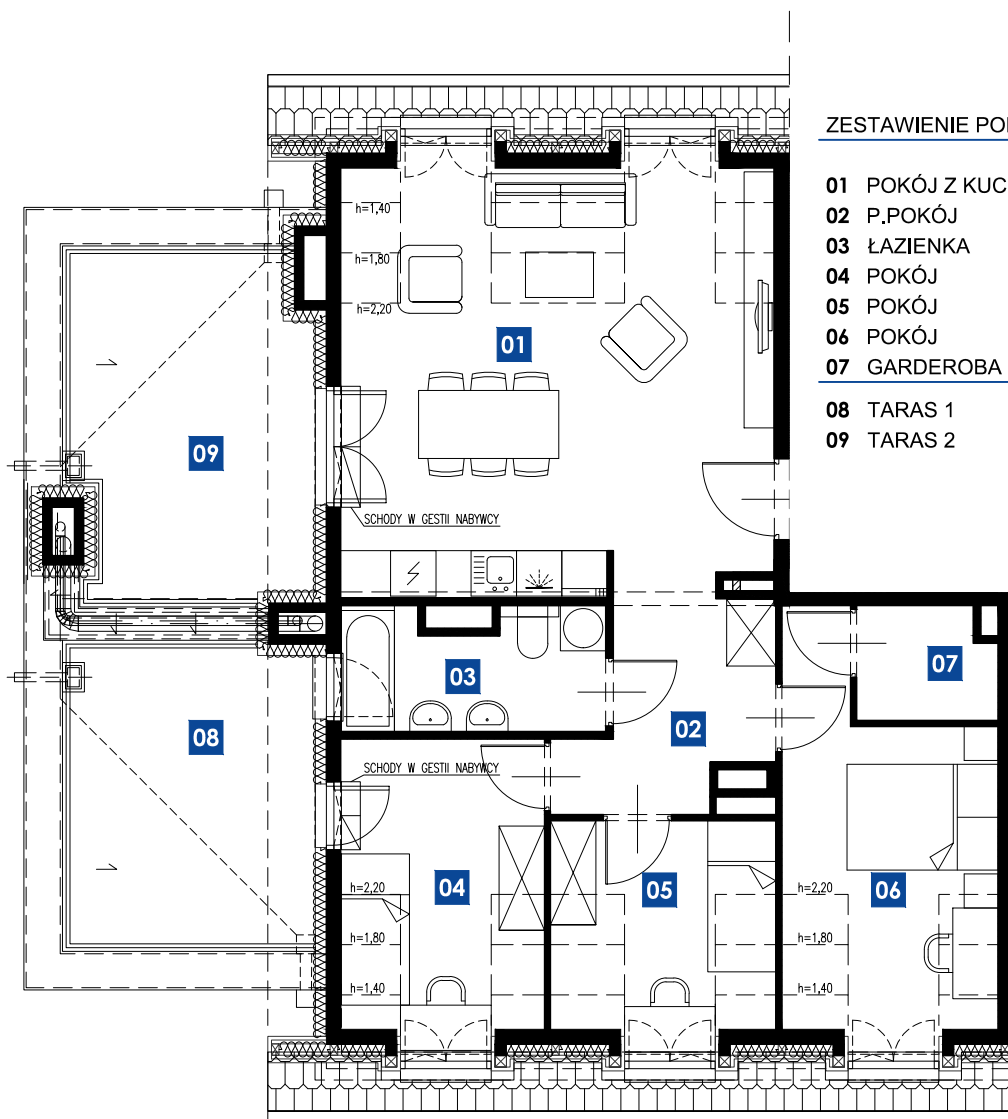 ZESTAWIENIE
01 POKÓJ Z
02 P.POKÓJ
03 ŁAZIENKA
04 POKÓJ
05 POKÓJ
06 POKÓJ
07 GARDEROBA
08 TARAS 1
09 TARAS 2
h=1,40
h=1,80
h=2,20
01
09
SCHODY W GESTII NABYWCY
03
07
02
08
SCHODY W GESTII NABYWCY
04
05
06
h=2,20
h=1,80
h=1,40
h=2,20
h=1,80
h=1,40